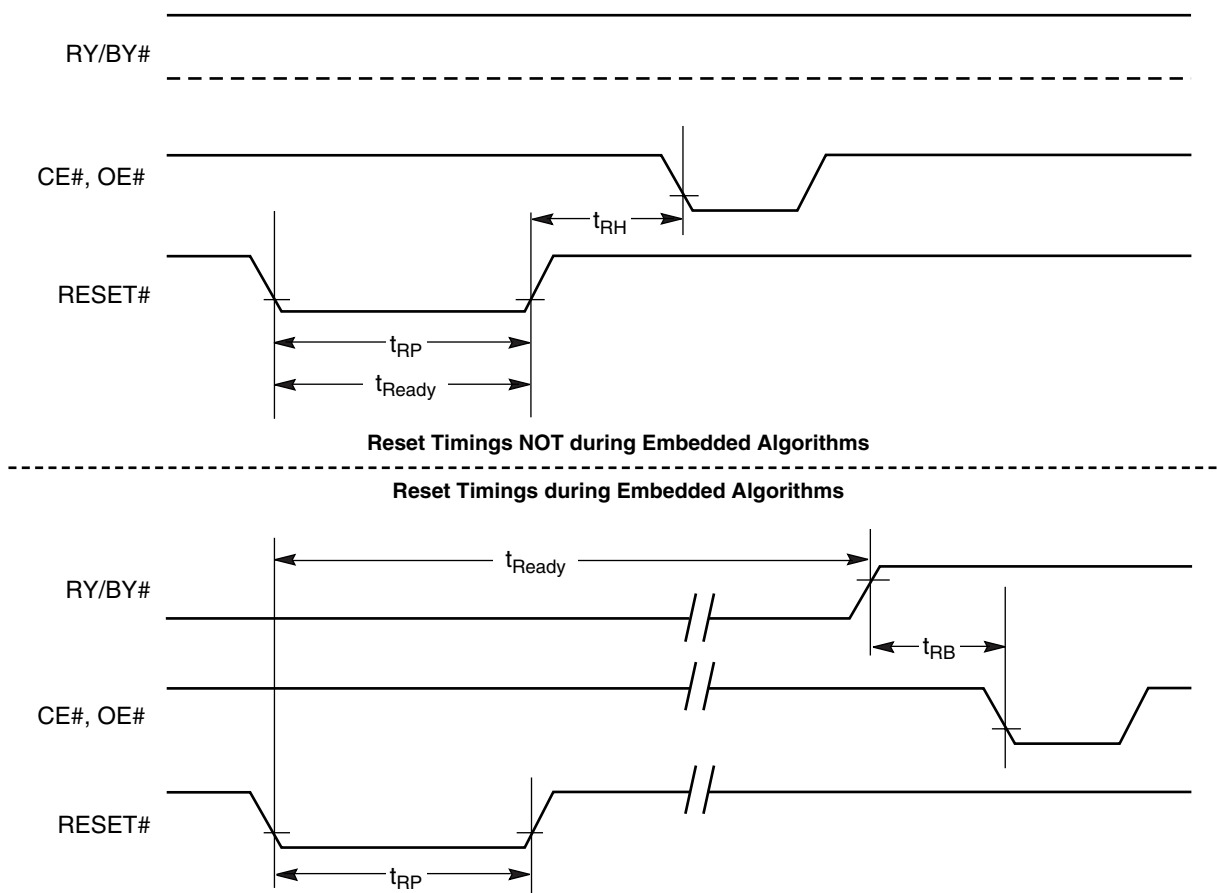 RY/BY#
CE#, OE#
tRH
RESET#
tRP
tReady
Reset Timings NOT during Embedded Algorithms
Reset Timings during Embedded Algorithms
tReady
RY/BY#
tRB
CE#, OE#
RESET#
tRP